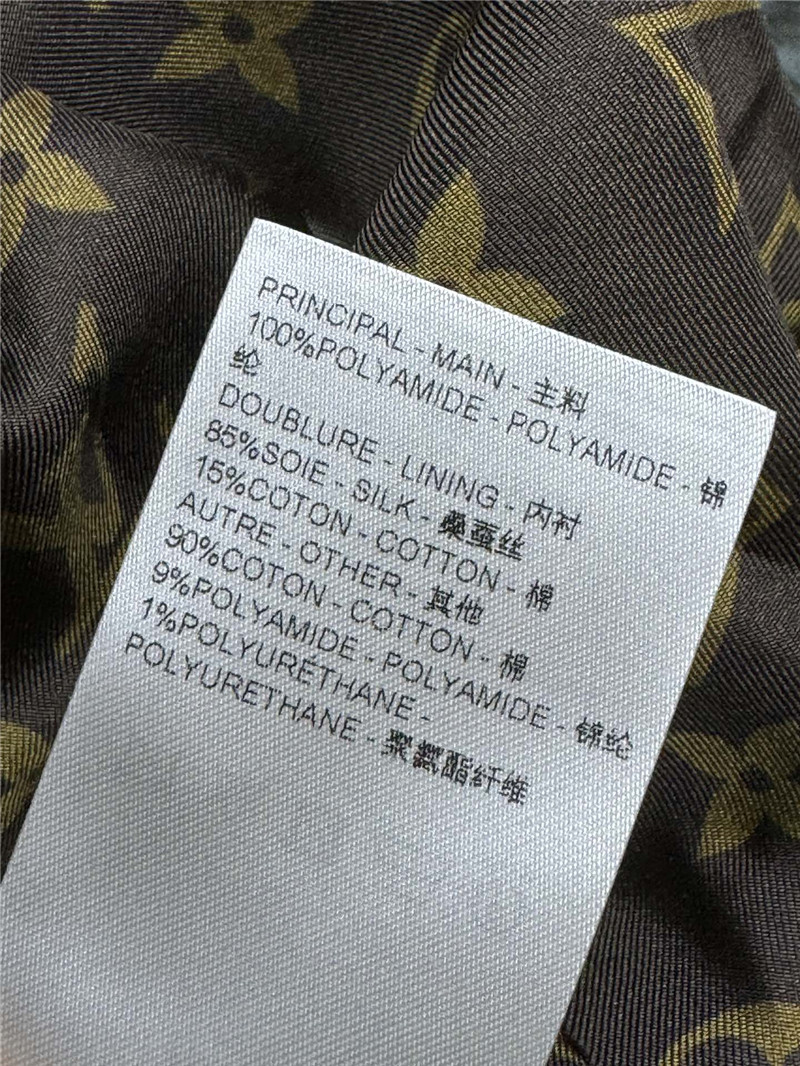 PRINCIPAL - MAIN - 主料
100%POLYAMIDE - POLYAMIDE - 锦
纶
DOUBLURE - LINING - 内衬
85%SOIE - SILK - 桑蚕丝
15%COTON - COTTON - 棉
AUTRE - OTHER - 其他
90%COTON - COTTON - 棉
9%POLYAMIDE - POLYAMIDE - 锦纶
1%POLYURETHANE -
POLYURETHANE - 聚氨酯纤维